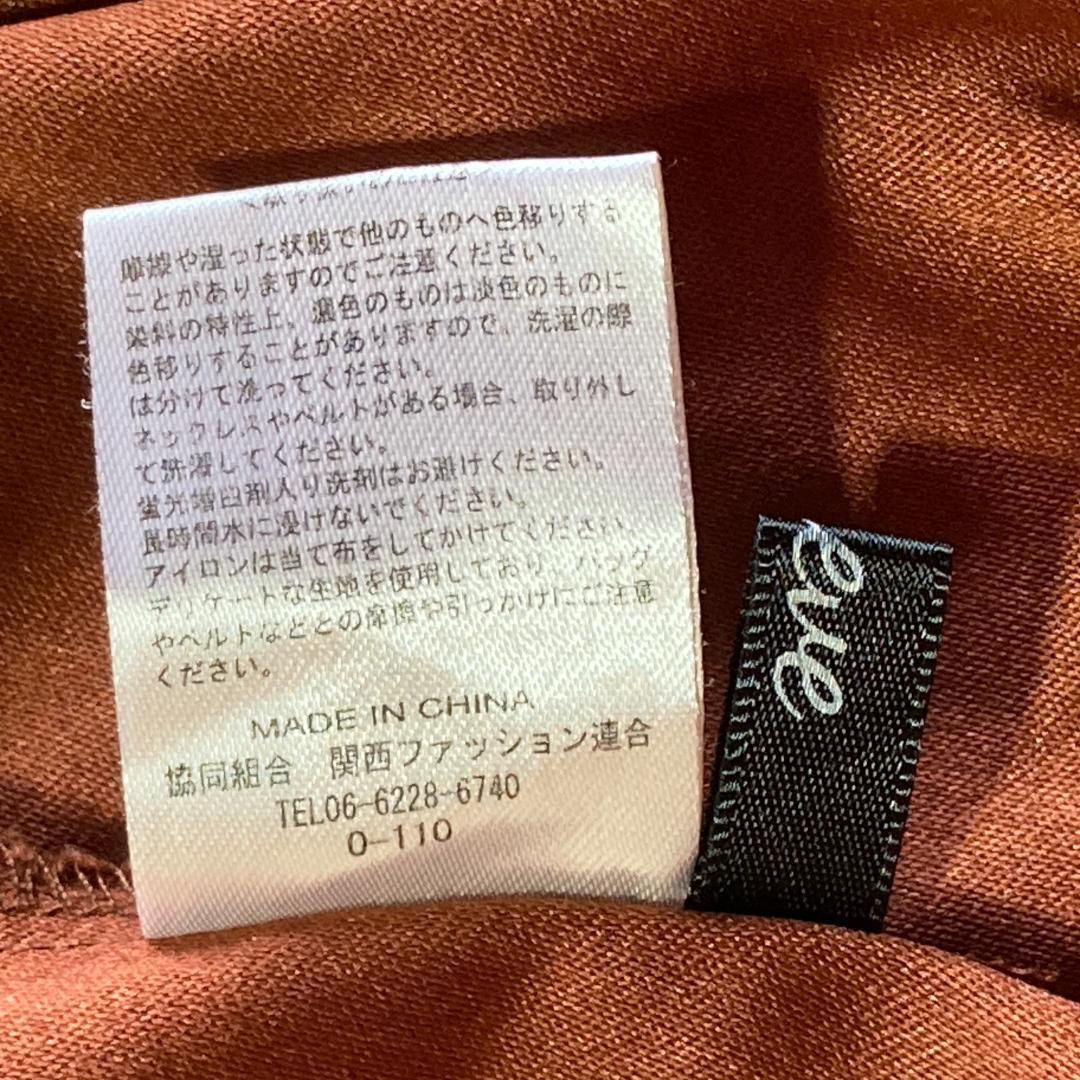 摩擦や湿った状態で他のものへ色移りする
ことがありますのでご注意ください。
染料の特性上、濃色のものは淡色のものに
色移りすることがありますので、洗濯の際
は分けて洗ってください。
ネックレスやベルトがある場合、取り外し
て洗濯してください。
蛍光増白剤入り洗剤はお避けください。
長時間水に浸けないでください。
アイロンは当て布をしてかけてください。
デリケートな生地を使用しており、バッグ
やベルトなどとの摩擦や引っかけにご注意
ください。
MADE IN CHINA
協同組合 関西ファッション連合
TEL06-6228-6740
0-110